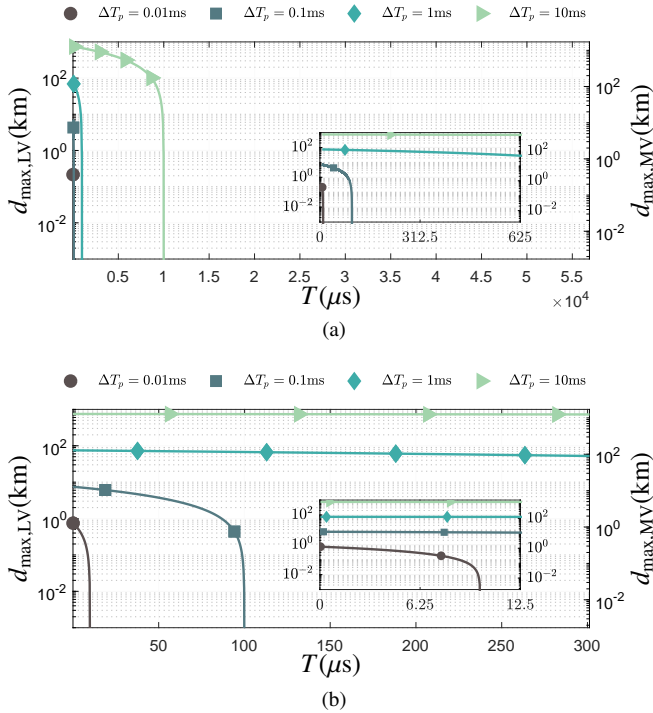 ΔT_p = 0.01ms ΔT_p = 0.1ms ΔT_p = 1ms ΔT_p = 10ms
d_max,LV(km)
10^2
10^0
10^-2
d_max,MV(km)
10^2
10^0
10^-2
10^2
10^0
10^-2
10^2
10^0
10^-2
0 312.5 625
0.5 1 1.5 2 2.5 3 3.5 4 4.5 5 5.5
T(μs)
×10^4
(a)
ΔT_p = 0.01ms ΔT_p = 0.1ms ΔT_p = 1ms ΔT_p = 10ms
d_max,LV(km)
10^2
10^0
10^-2
d_max,MV(km)
10^2
10^0
10^-2
10^2
10^0
10^-2
10^2
10^0
10^-2
0 6.25 12.5
50 100 150 200 250 300
T(μs)
(b)